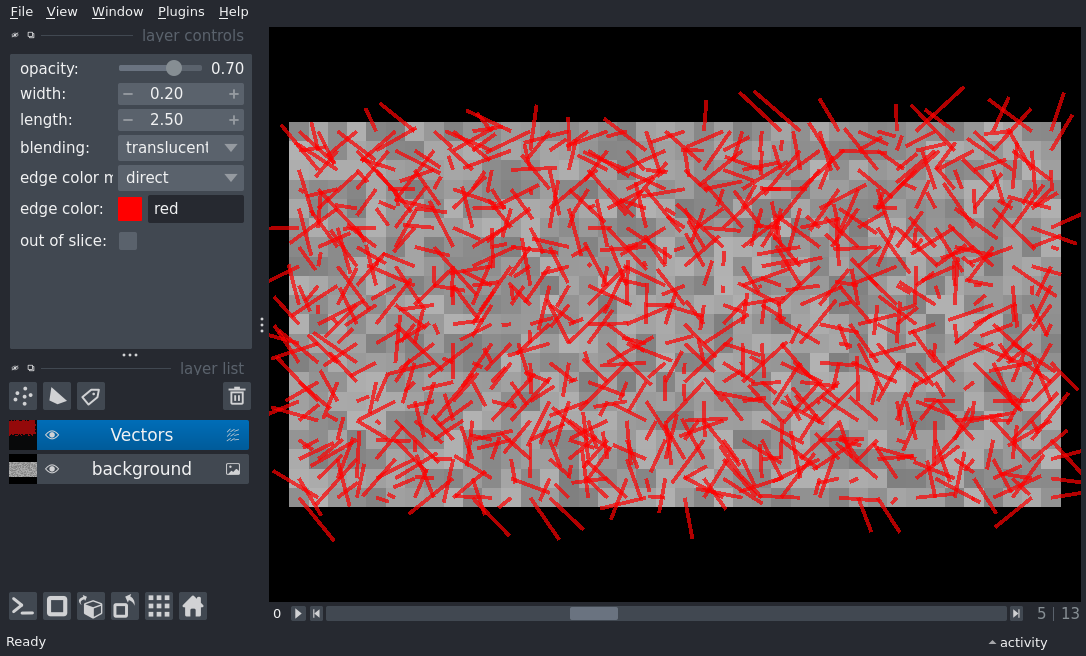 File View Window Plugins Help
layer controls
opacity: 0.70
width: − 0.20 +
length: − 2.50 +
blending: translucent
edge color m direct
edge color: red
out of slice:
layer list
Vectors
background
0 5 | 13
Ready activity